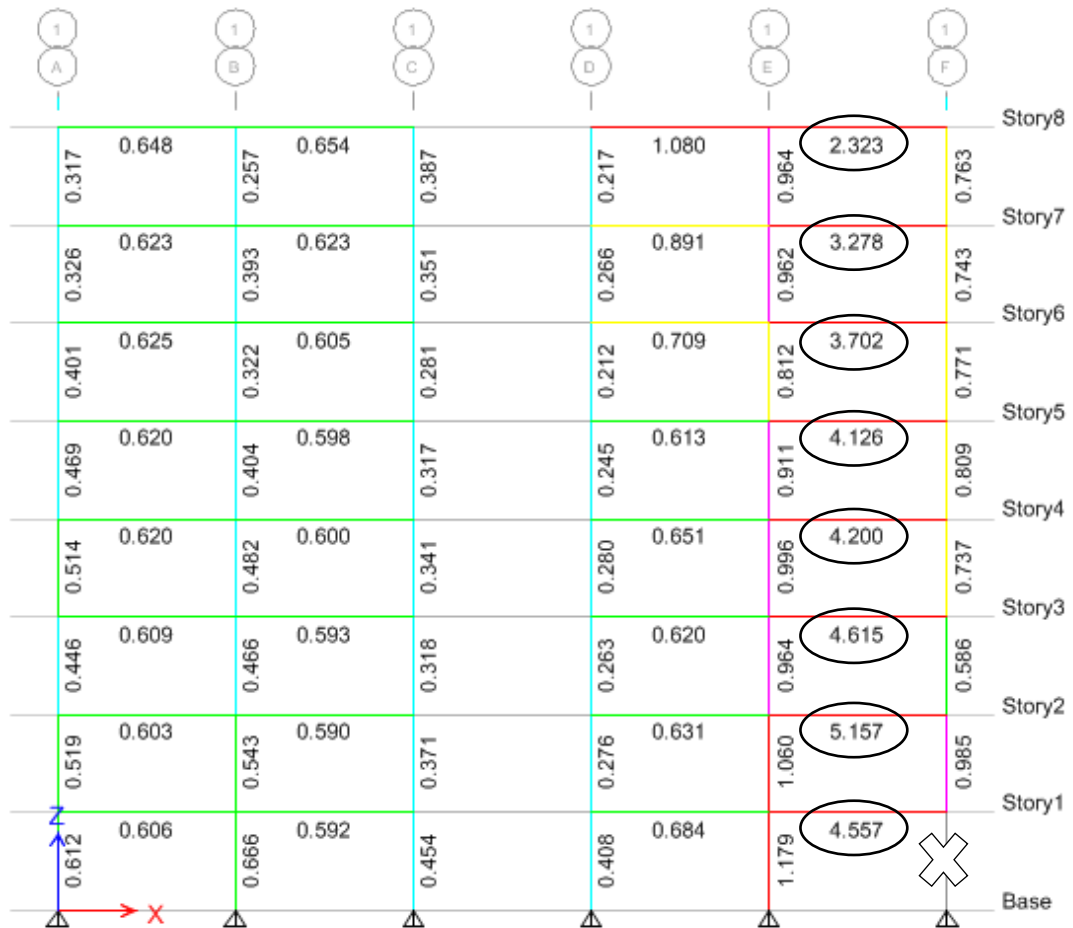 1 1 1 1 1 1
A B C D E F
Story8
0.648 0.654 1.080 2.323
0.317 0.257 0.387 0.217 0.964 0.763
Story7
0.623 0.623 0.891 3.278
0.326 0.393 0.351 0.266 0.962 0.743
Story6
0.625 0.605 0.709 3.702
0.401 0.322 0.281 0.212 0.812 0.771
Story5
0.620 0.598 0.613 4.126
0.469 0.404 0.317 0.245 0.911 0.809
Story4
0.620 0.600 0.651 4.200
0.514 0.482 0.341 0.280 0.996 0.737
Story3
0.609 0.593 0.620 4.615
0.446 0.466 0.318 0.263 0.964 0.586
Story2
0.603 0.590 0.631 5.157
0.519 0.543 0.371 0.276 1.060 0.985
Story1
Z
0.606 0.592 0.684 4.557
0.612 0.666 0.454 0.408 1.179
Base
X